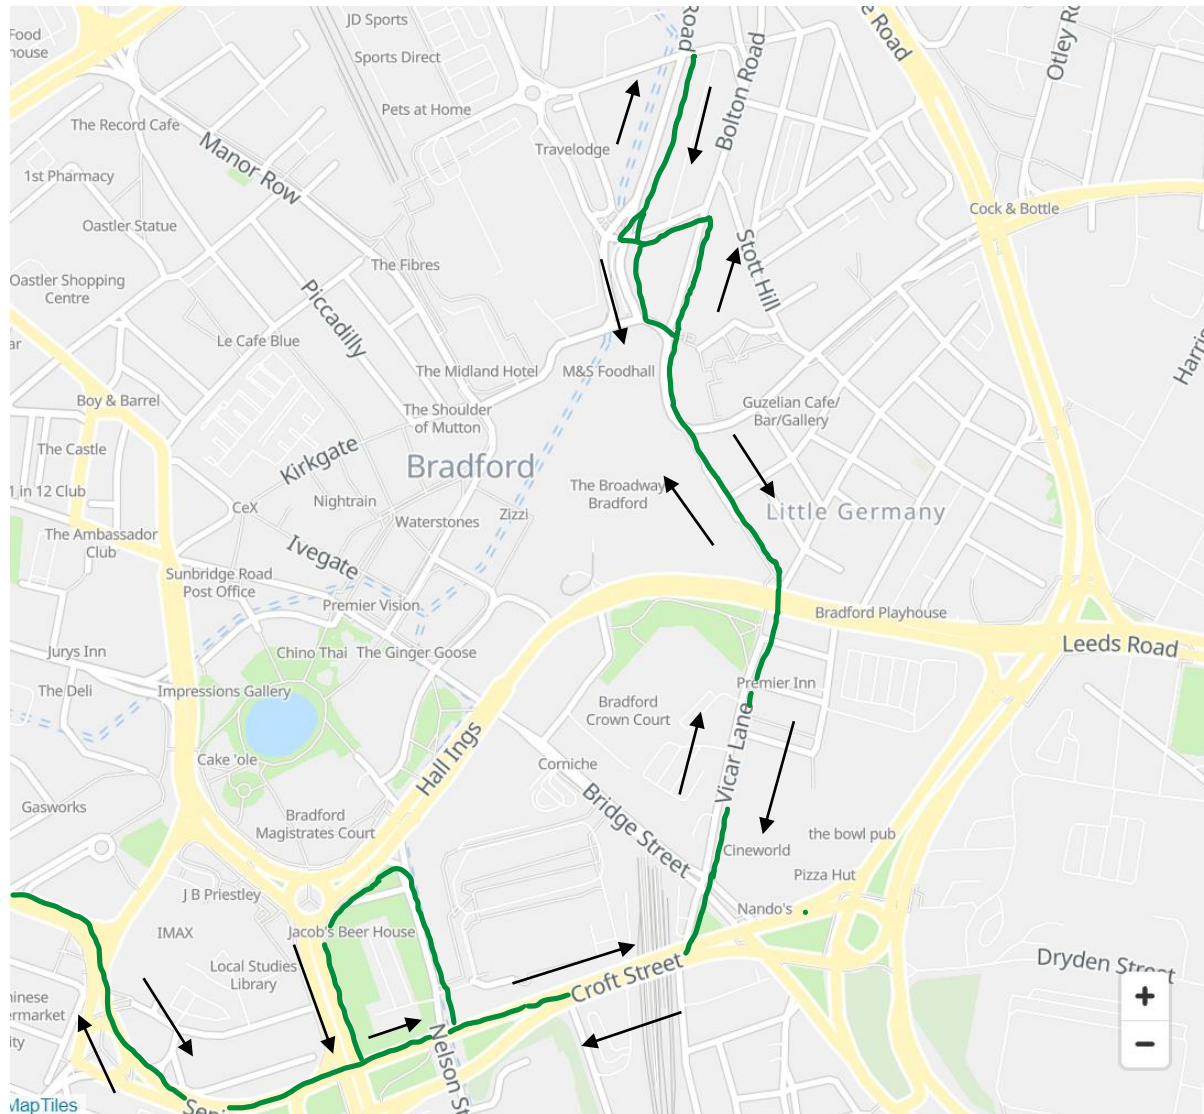 Food
house
JD Sports
Sports Direct
Road
e Road
Otley Ro
Pets at Home
Bolton Road
The Record Cafe
Manor Row
Travelodge
1st Pharmacy
Cock & Bottle
Oastler Statue
Stott Hill
The Fibres
Oastler Shopping
Centre
Piccadilly
ar
Le Cafe Blue
Harris
The Midland Hotel
M&S Foodhall
Boy & Barrel
The Shoulder
of Mutton
Guzelian Cafe/
Bar/Gallery
The Castle
Kirkgate
Bradford
1 in 12 Club
Nightrain
The Broadway
Bradford
CeX
Waterstones
Zizzi
Little Germany
The Ambassador
Club
Ivegate
Sunbridge Road
Post Office
Premier Vision
Bradford Playhouse
Leeds Road
Jurys Inn
Chino Thai
The Ginger Goose
The Deli
Impressions Gallery
Premier Inn
Bradford
Crown Court
Vicar Lane
Hall Ings
Cake 'ole
Corniche
Gasworks
Bradford
Magistrates Court
Bridge Street
the bowl pub
Cineworld
Pizza Hut
J B Priestley
Nando's
IMAX
Jacob's Beer House
Local Studies
Library
Croft Street
Dryden Street
hinese
ermarket
ity
Nelson St
+
−
MapTiles